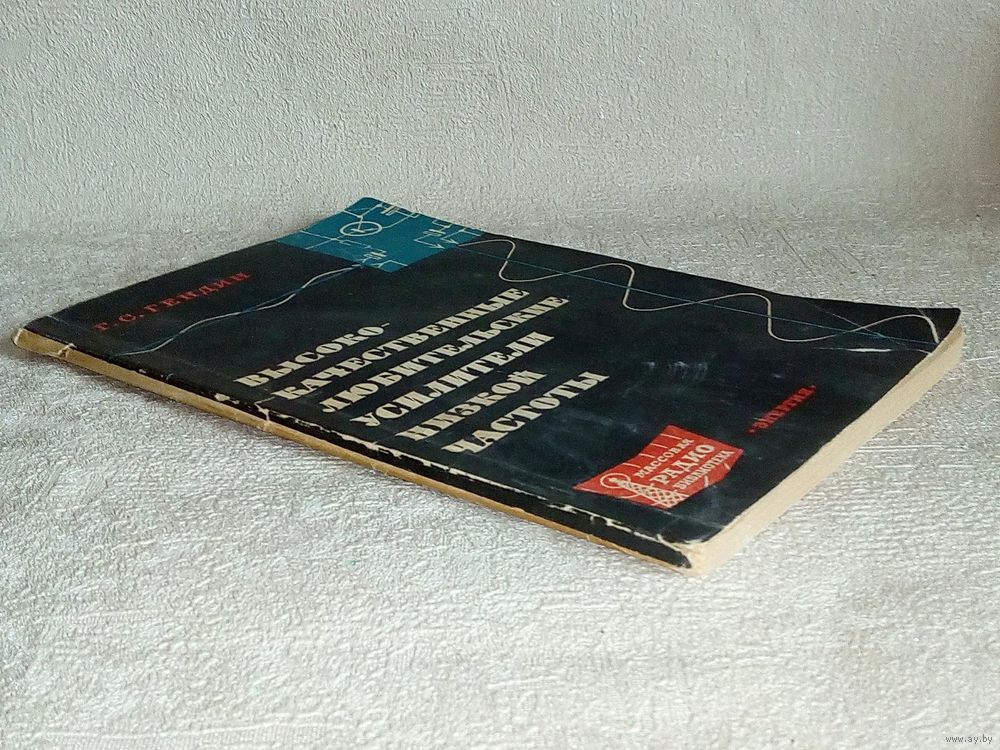 Г. С. ГЕНДИН
ВЫСОКО-
КАЧЕСТВЕННЫЕ
ЛЮБИТЕЛЬСКИЕ
УСИЛИТЕЛИ
НИЗКОЙ
ЧАСТОТЫ
МАССОВАЯ
РАДИО
БИБЛИОТЕКА
«ЭНЕРГИЯ»
www.ay.by